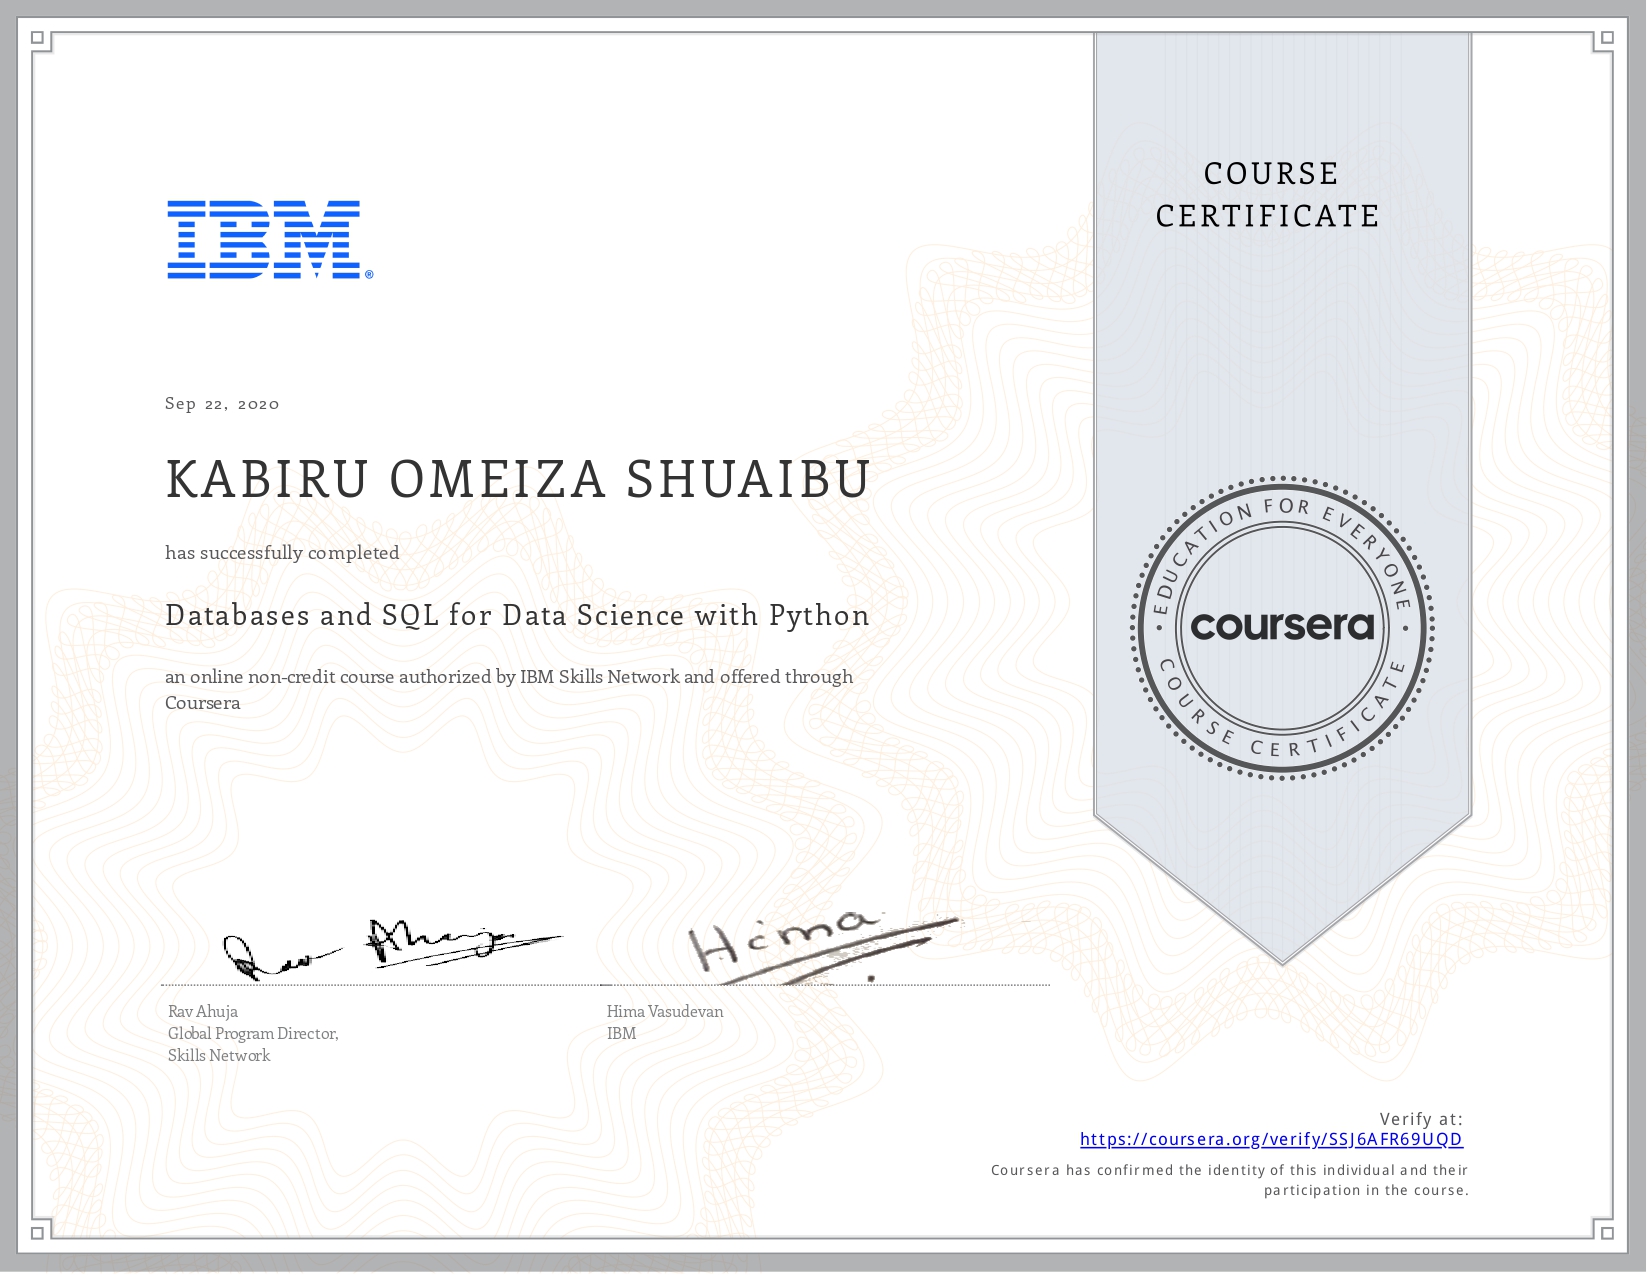 COURSE
CERTIFICATE
IBM®
Sep 22, 2020
KABIRU OMEIZA SHUAIBU
has successfully completed
Databases and SQL for Data Science with Python
an online non-credit course authorized by IBM Skills Network and offered through
Coursera
EDUCATION FOR EVERYONE
coursera
COURSE CERTIFICATE
Hima
Rav Ahuja
Global Program Director,
Skills Network
Hima Vasudevan
IBM
Verify at:
https://coursera.org/verify/SSJ6AFR69UQD
Coursera has confirmed the identity of this individual and their
participation in the course.